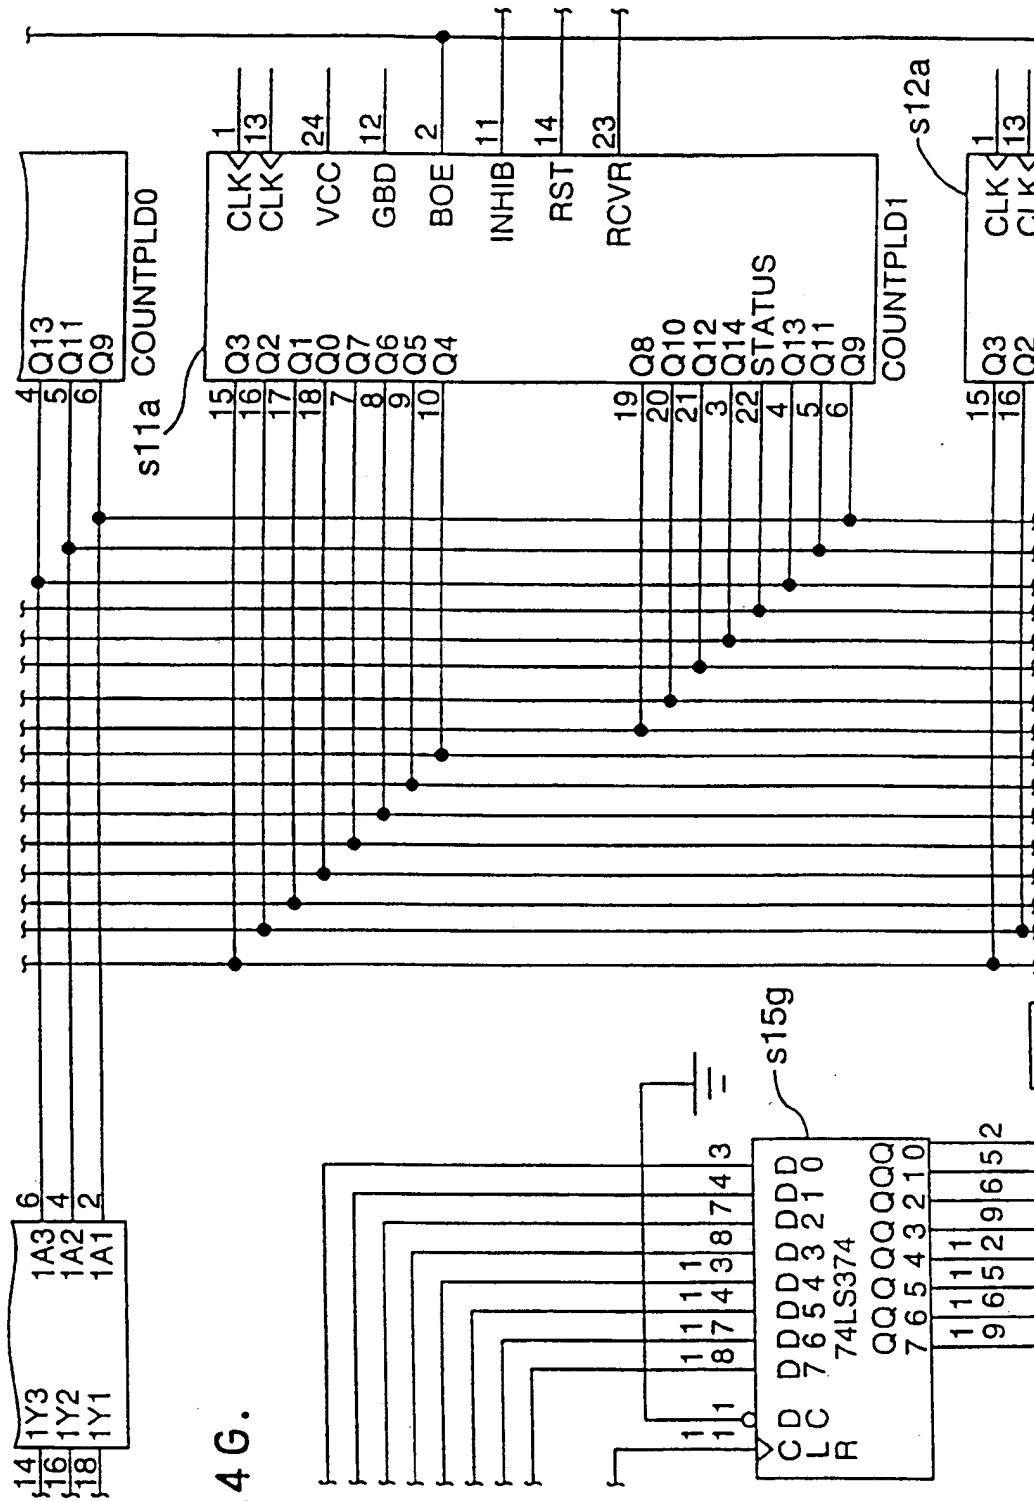 4 Q13
5 Q11
6 Q9
COUNTPLD0
14 1Y3
16 1Y2
18 1Y1
1A3 6
1A2 4
1A1 2
s11a
15 Q3
16 Q2
17 Q1
18 Q0
7 Q7
8 Q6
9 Q5
10 Q4
19 Q8
20 Q10
21 Q12
3 Q14
22 STATUS
4 Q13
5 Q11
6 Q9
CLK 1
CLK 13
VCC 24
GBD 12
BOE 2
INHIB 11
RST 14
RCVR 23
COUNTPLD1
s12a
15 Q3
16 Q2
CLK 1
CLK 13
4 G.
s15g
1 1 1 1 1 1
1 1 8 7 4 3 8 7 4 3
C D D D D D D D D D
L C 7 6 5 4 3 2 1 0
R
74LS374
Q Q Q Q Q Q Q Q
7 6 5 4 3 2 1 0
1 1 1 1
9 6 5 2 9 6 5 2